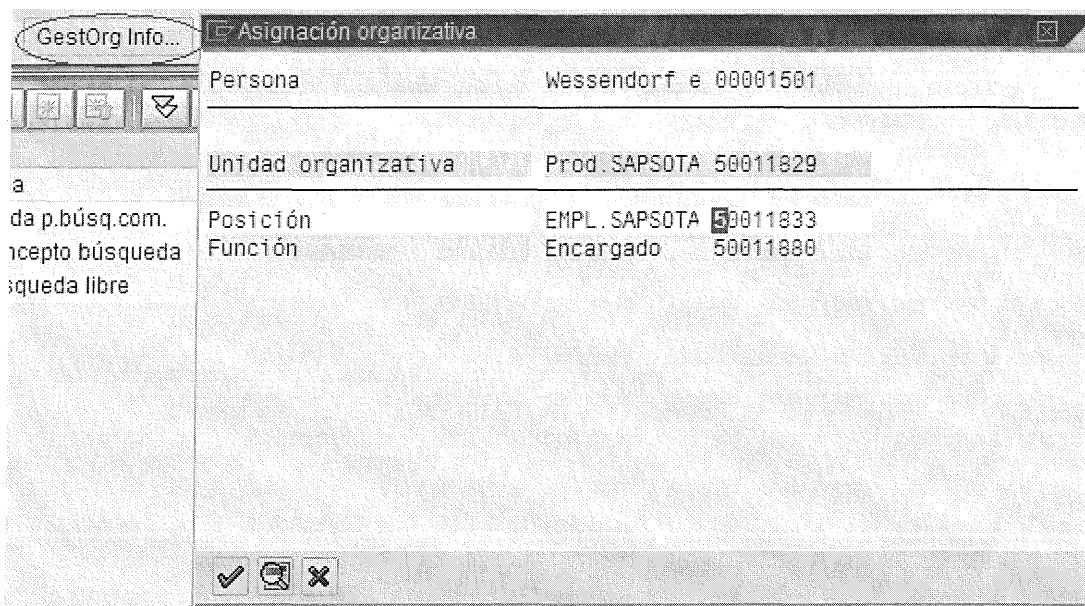 GestOrg Info...
Asignación organizativa
Persona Wessendorf e 00001501
Unidad organizativa Prod.SAPSOTA 50011829
a
da p.búsq.com.
Posición EMPL.SAPSOTA 50011833
ncepto búsqueda
Función Encargado 50011880
squeda libre